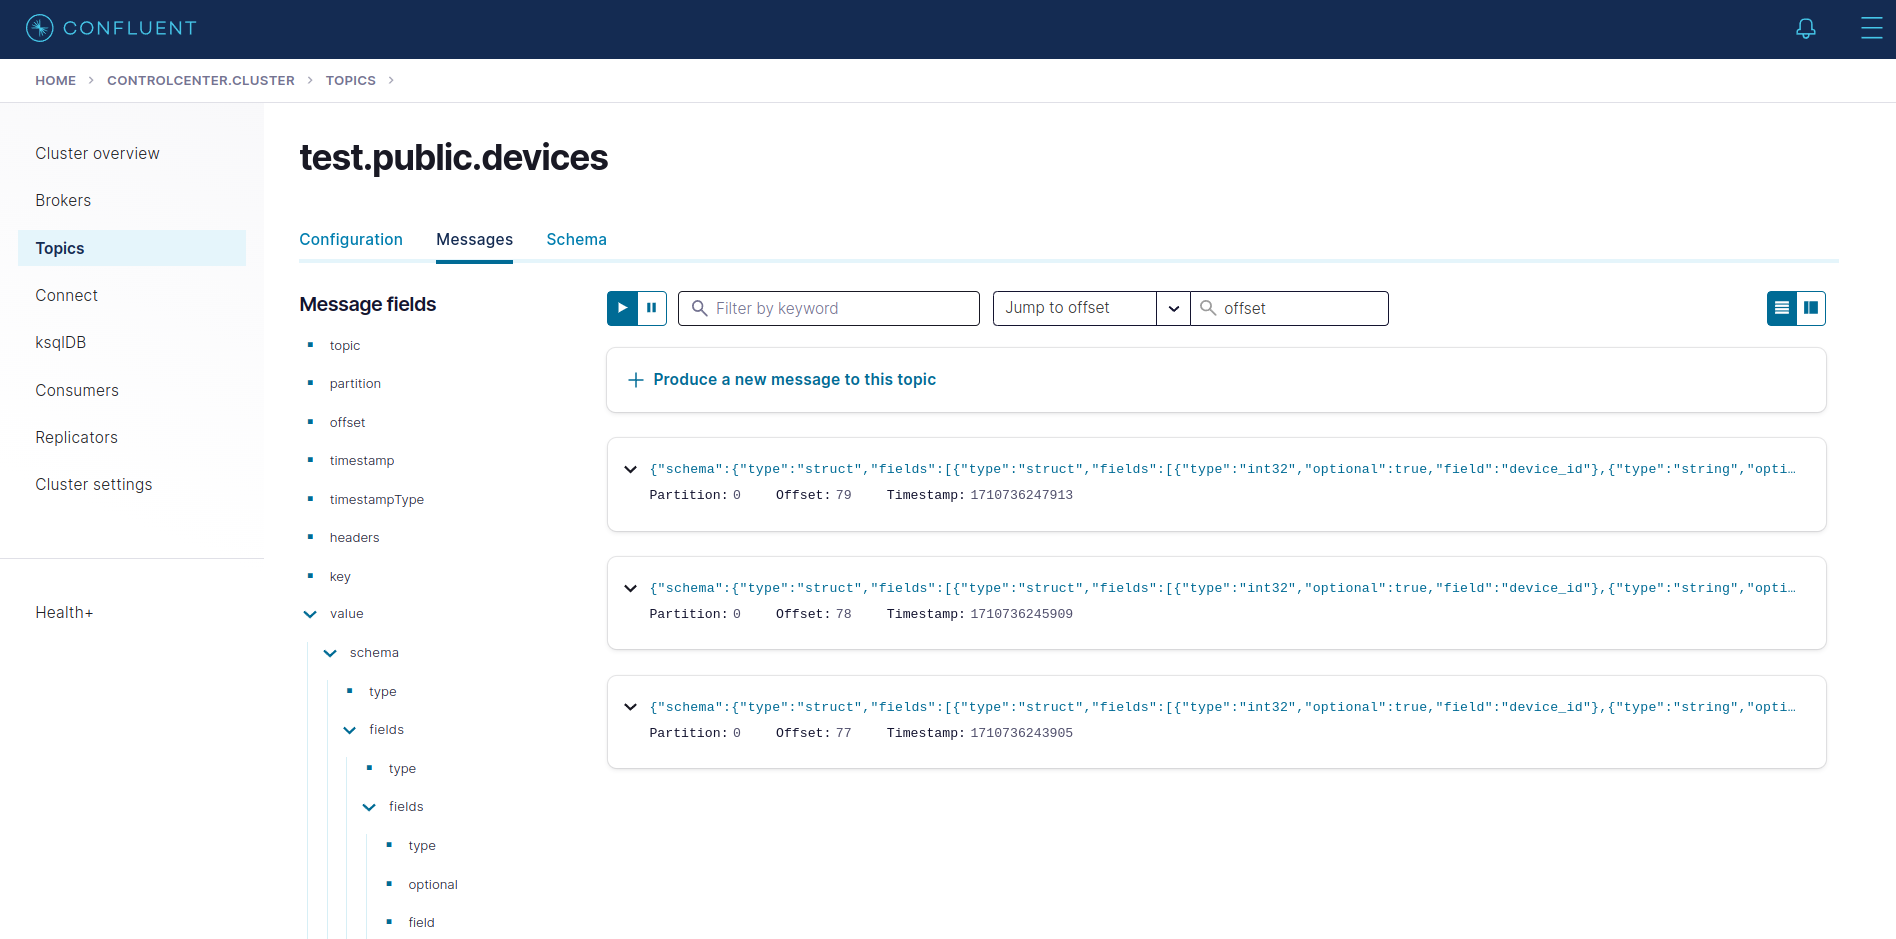 CONFLUENT
HOME > CONTROLCENTER.CLUSTER > TOPICS >
Cluster overview
Brokers
Topics
Connect
ksqlDB
Consumers
Replicators
Cluster settings
Health+
test.public.devices
Configuration Messages Schema
Message fields
topic
partition
offset
timestamp
timestampType
headers
key
value
schema
type
fields
type
fields
type
optional
field
Filter by keyword Jump to offset offset
Produce a new message to this topic
{"schema":{"type":"struct","fields":[{"type":"struct","fields":[{"type":"int32","optional":true,"field":"device_id"},{"type":"string","opti…
Partition: 0 Offset: 79 Timestamp: 1710736247913
{"schema":{"type":"struct","fields":[{"type":"struct","fields":[{"type":"int32","optional":true,"field":"device_id"},{"type":"string","opti…
Partition: 0 Offset: 78 Timestamp: 1710736245909
{"schema":{"type":"struct","fields":[{"type":"struct","fields":[{"type":"int32","optional":true,"field":"device_id"},{"type":"string","opti…
Partition: 0 Offset: 77 Timestamp: 1710736243905